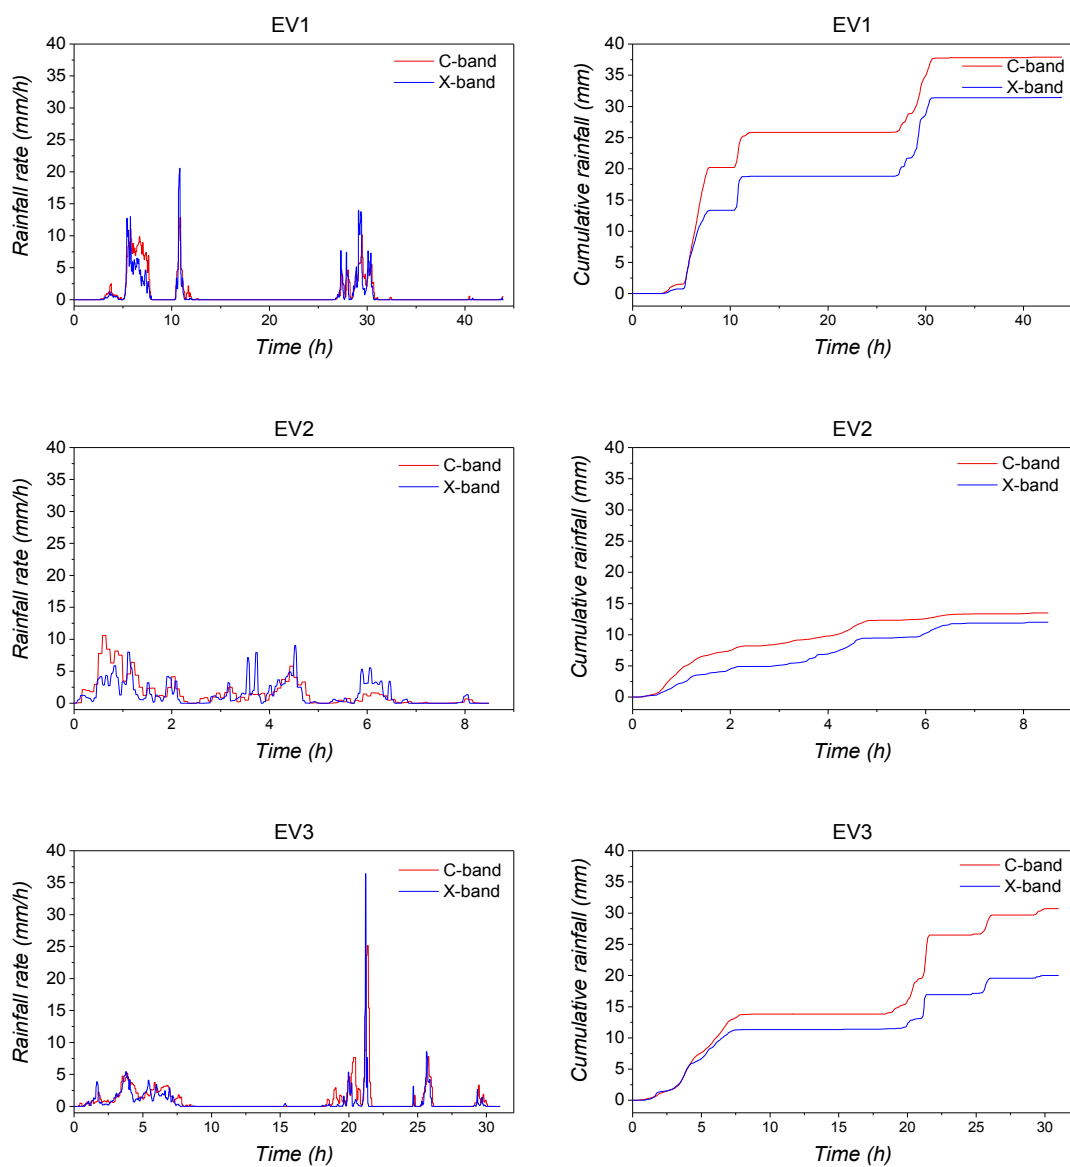 EV1
Rainfall rate (mm/h)
40
35
30
25
20
15
10
5
0
C-band
X-band
0 10 20 30 40
Time (h)
EV1
Cumulative rainfall (mm)
40
35
30
25
20
15
10
5
0
C-band
X-band
0 10 20 30 40
Time (h)
EV2
Rainfall rate (mm/h)
40
35
30
25
20
15
10
5
0
C-band
X-band
0 2 4 6 8
Time (h)
EV2
Cumulative rainfall (mm)
40
35
30
25
20
15
10
5
0
C-band
X-band
0 2 4 6 8
Time (h)
EV3
Rainfall rate (mm/h)
40
35
30
25
20
15
10
5
0
C-band
X-band
0 5 10 15 20 25 30
Time (h)
EV3
Cumulative rainfall (mm)
40
35
30
25
20
15
10
5
0
C-band
X-band
0 5 10 15 20 25 30
Time (h)